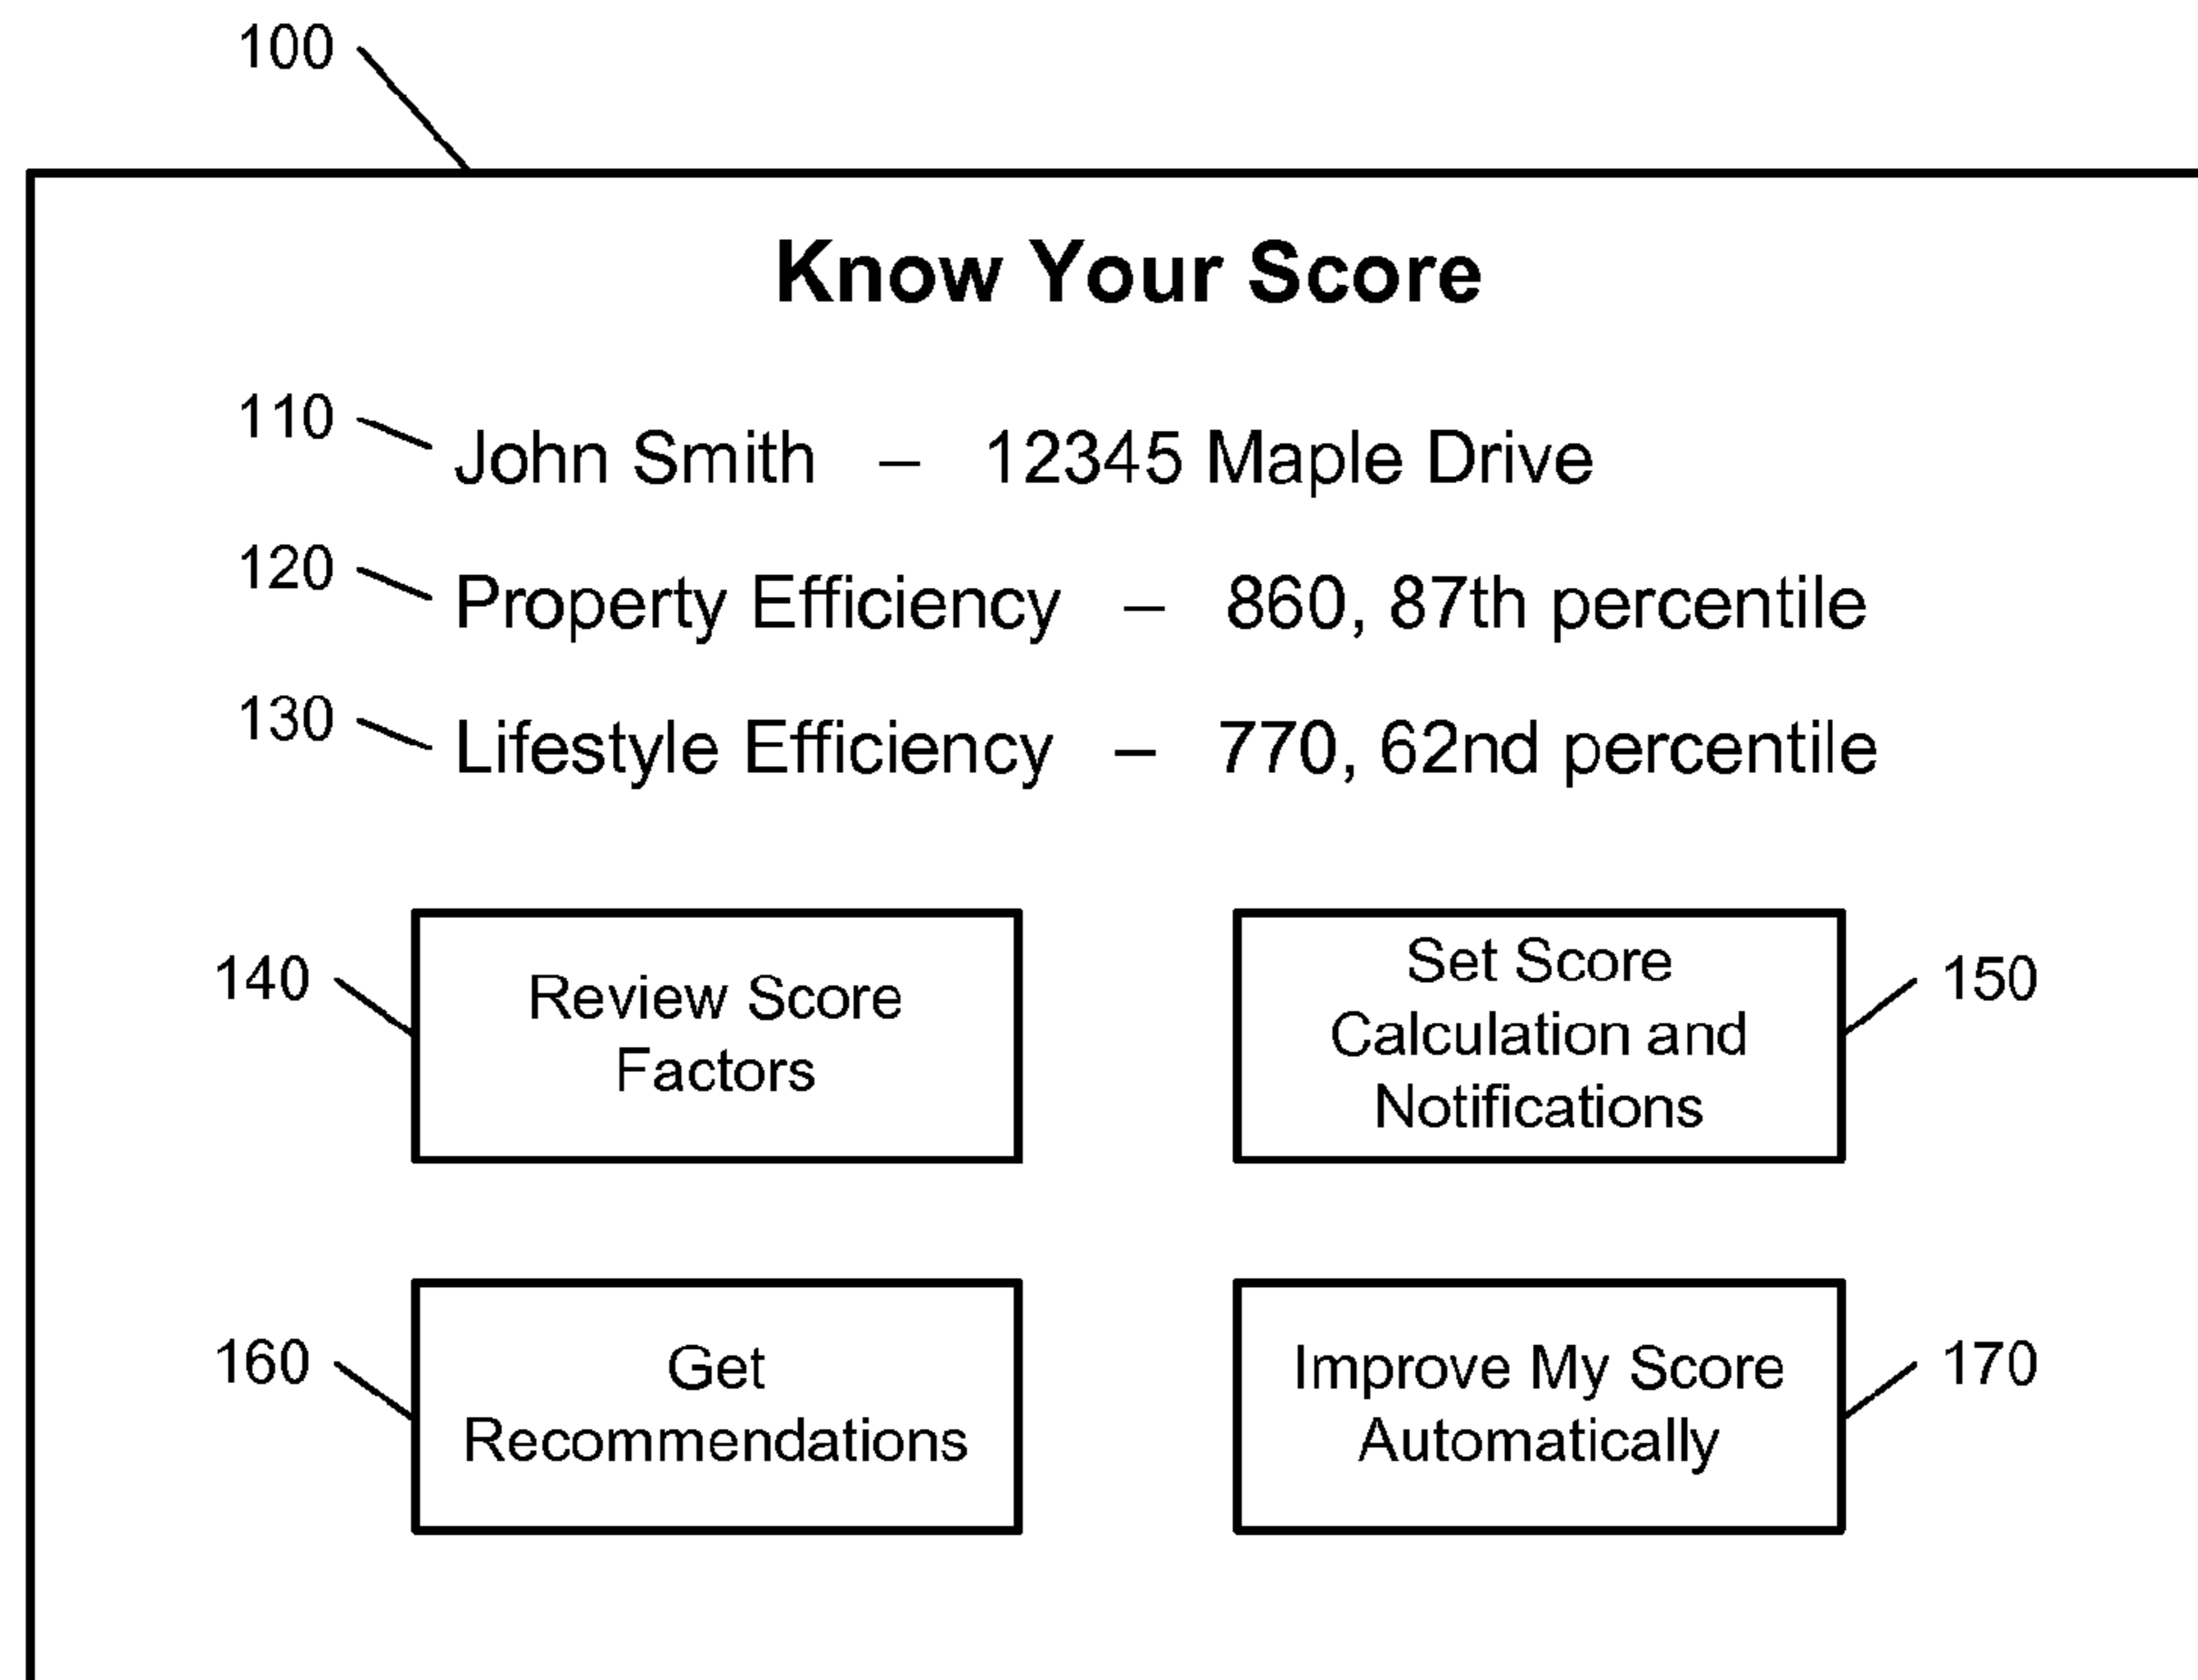 100
Know Your Score
110
John Smith – 12345 Maple Drive
120
Property Efficiency – 860, 87th percentile
130
Lifestyle Efficiency – 770, 62nd percentile
140
Review Score
Factors
Set Score
Calculation and
Notifications
150
160
Get
Recommendations
Improve My Score
Automatically
170